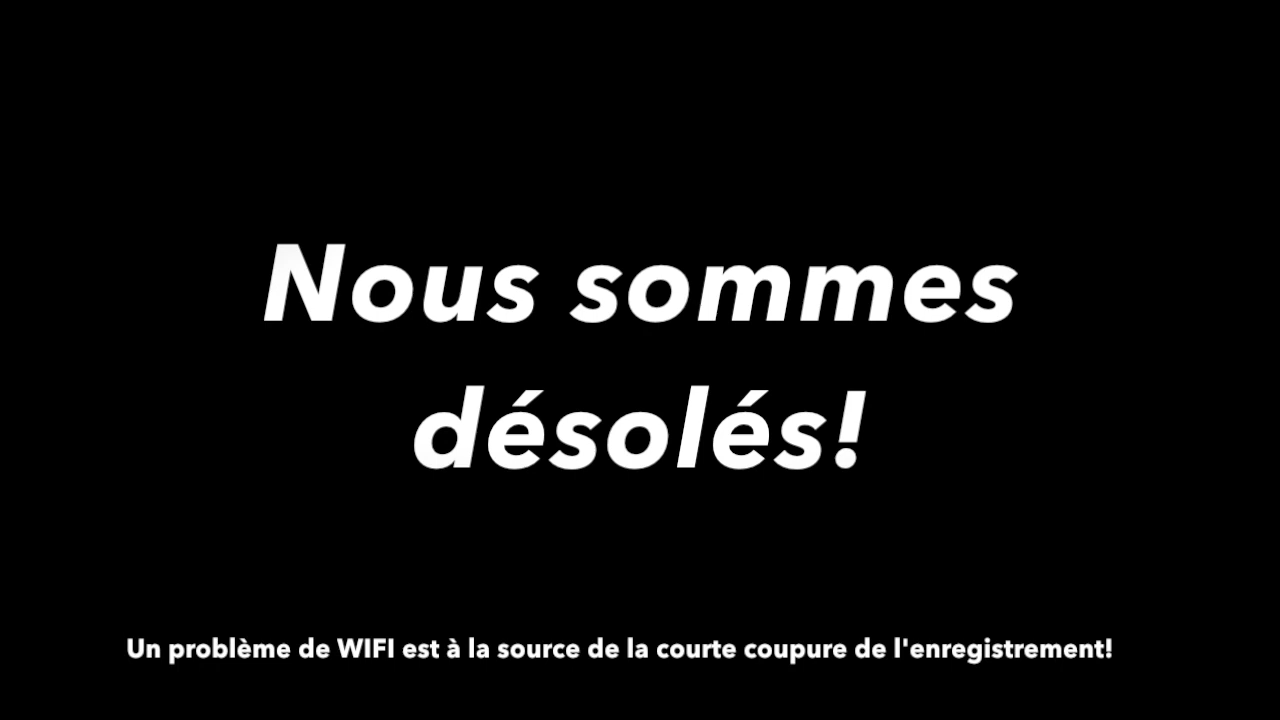 Nous sommes
désolés!
Un problème de WIFI est à la source de la courte coupure de l'enregistrement!